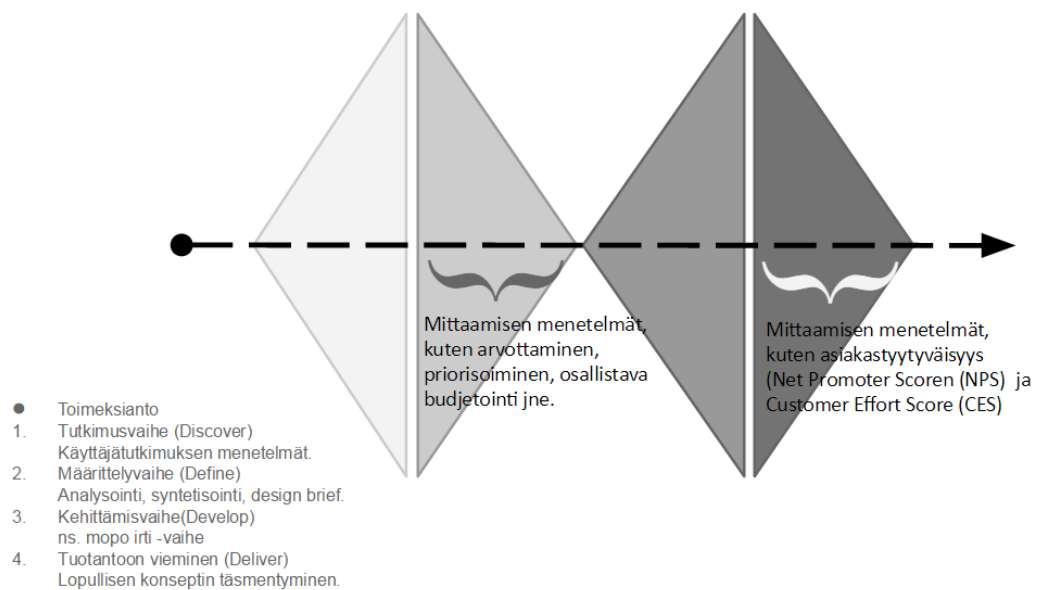 Mittaamisen menetelmät,
kuten arvottaminen,
priorisoiminen, osallistava
budjetointi jne.
Mittaamisen menetelmät,
kuten asiakastyytyväisyys
(Net Promoter Scoren (NPS) ja
Customer Effort Score (CES)
● Toimeksianto
1. Tutkimusvaihe (Discover)
Käyttäjätutkimuksen menetelmät.
2. Määrittelyvaihe (Define)
Analysointi, syntetisointi, design brief.
3. Kehittämisvaihe(Develop)
ns. mopo irti -vaihe
4. Tuotantoon vieminen (Deliver)
Lopullisen konseptin täsmentyminen.